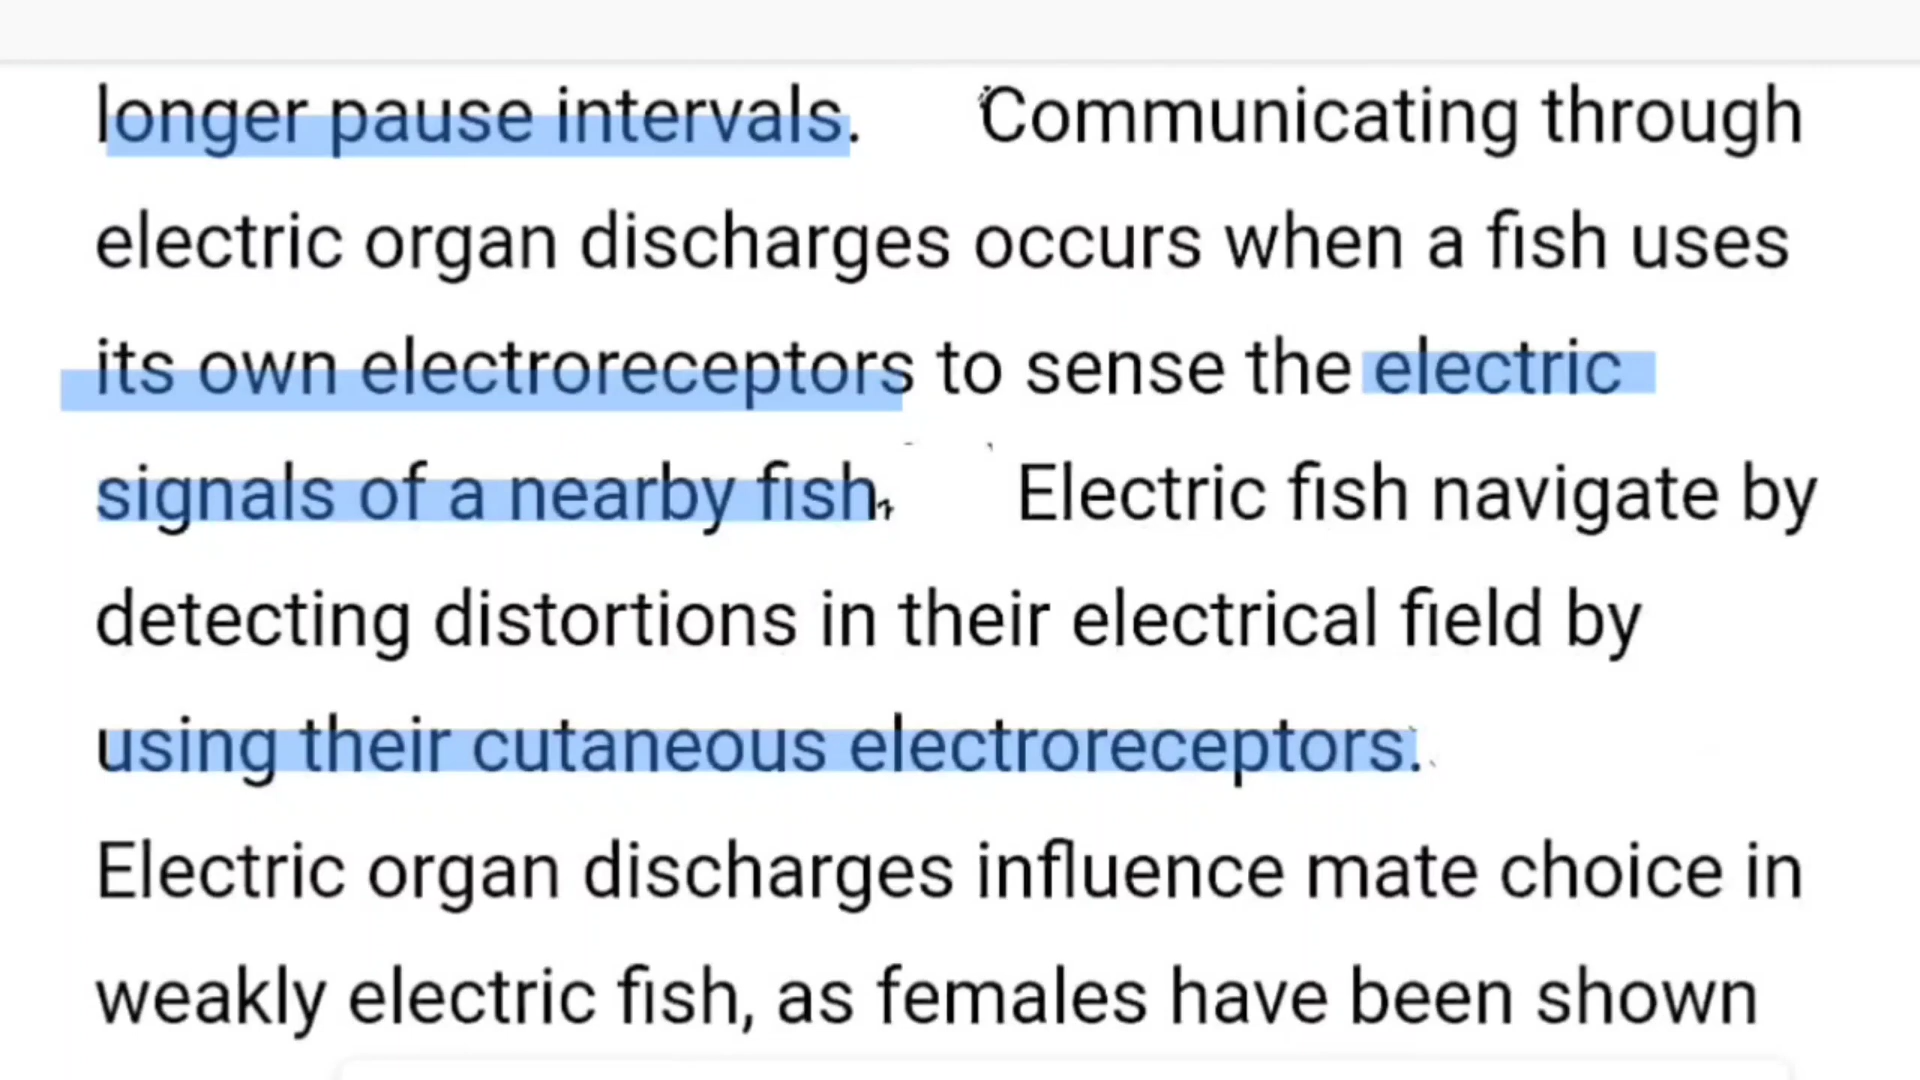 longer pause intervals. Communicating through
electric organ discharges occurs when a fish uses
its own electroreceptors to sense the electric
signals of a nearby fish. Electric fish navigate by
detecting distortions in their electrical field by
using their cutaneous electroreceptors.
Electric organ discharges influence mate choice in
weakly electric fish, as females have been shown